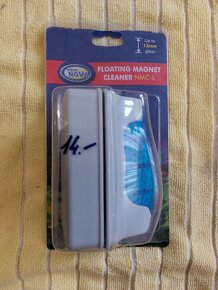 NOVA
Up to
12mm
glass
FLOATING MAGNET
CLEANER NMC-L
14.-